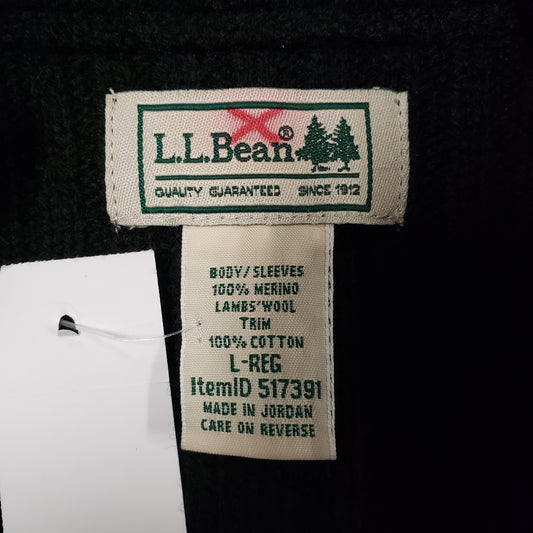 L.L.Bean®
QUALITY GUARANTEED SINCE 1912
BODY/SLEEVES
100% MERINO
LAMBS'WOOL
TRIM
100% COTTON
L-REG
ItemID 517391
MADE IN JORDAN
CARE ON REVERSE